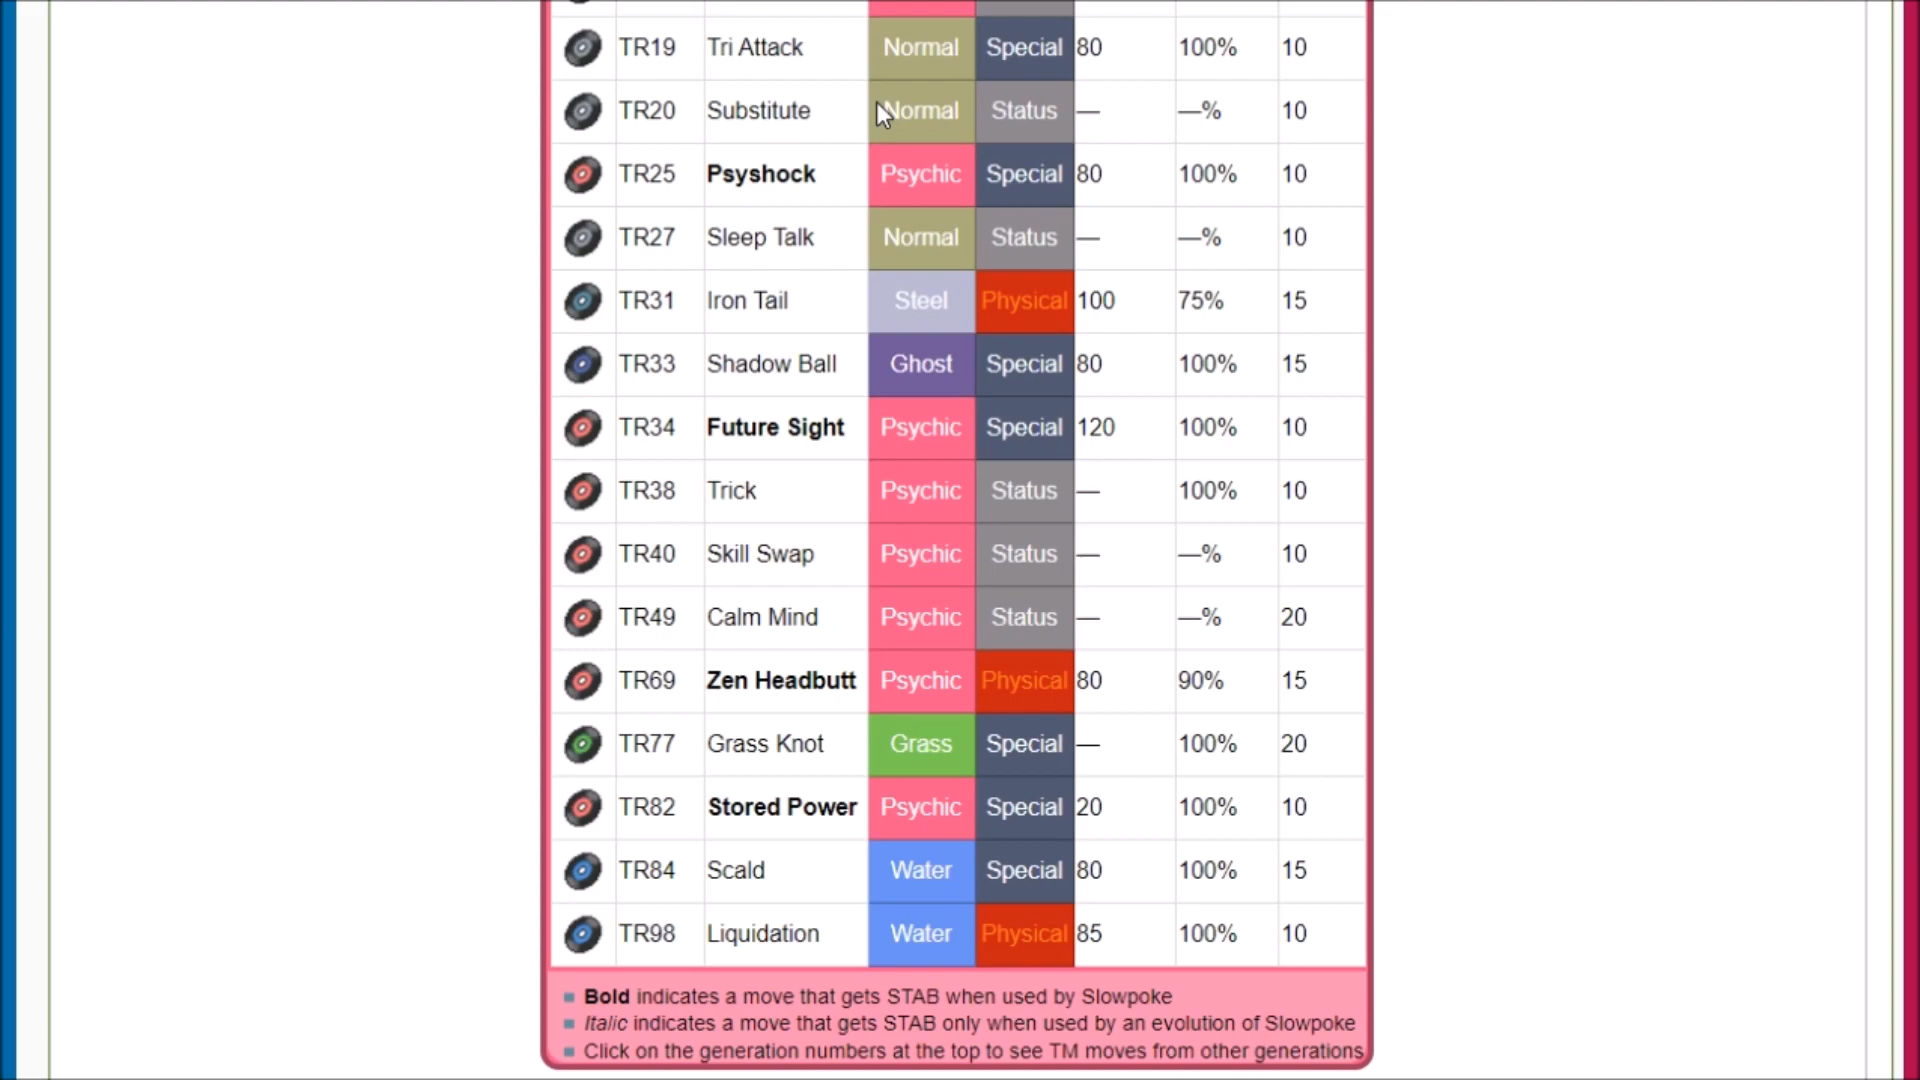 TR19 Tri Attack Normal Special 80 100% 10
TR20 Substitute Normal Status — —% 10
TR25 Psyshock Psychic Special 80 100% 10
TR27 Sleep Talk Normal Status — —% 10
TR31 Iron Tail Steel Physical 100 75% 15
TR33 Shadow Ball Ghost Special 80 100% 15
TR34 Future Sight Psychic Special 120 100% 10
TR38 Trick Psychic Status — 100% 10
TR40 Skill Swap Psychic Status — —% 10
TR49 Calm Mind Psychic Status — —% 20
TR69 Zen Headbutt Psychic Physical 80 90% 15
TR77 Grass Knot Grass Special — 100% 20
TR82 Stored Power Psychic Special 20 100% 10
TR84 Scald Water Special 80 100% 15
TR98 Liquidation Water Physical 85 100% 10
Bold indicates a move that gets STAB when used by Slowpoke
Italic indicates a move that gets STAB only when used by an evolution of Slowpoke
Click on the generation numbers at the top to see TM moves from other generations